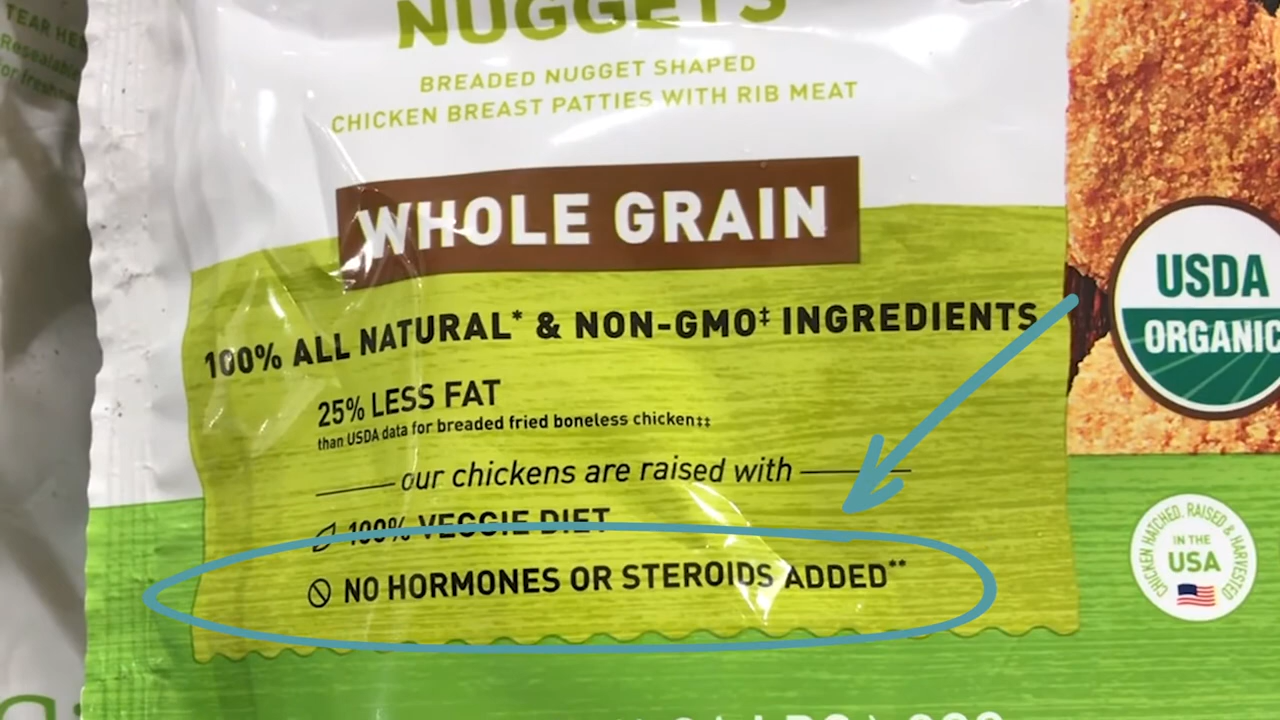 TEAR HE
Resealable
for freshn
NUGGETS
BREADED NUGGET SHAPED
CHICKEN BREAST PATTIES WITH RIB MEAT
WHOLE GRAIN
100% ALL NATURAL* & NON-GMO‡ INGREDIENTS
25% LESS FAT
than USDA data for breaded fried boneless chicken‡‡
our chickens are raised with
100% VEGGIE DIET
NO HORMONES OR STEROIDS ADDED**
USDA
ORGANIC
CHICKEN HATCHED, RAISED & HARVESTED
IN THE
USA